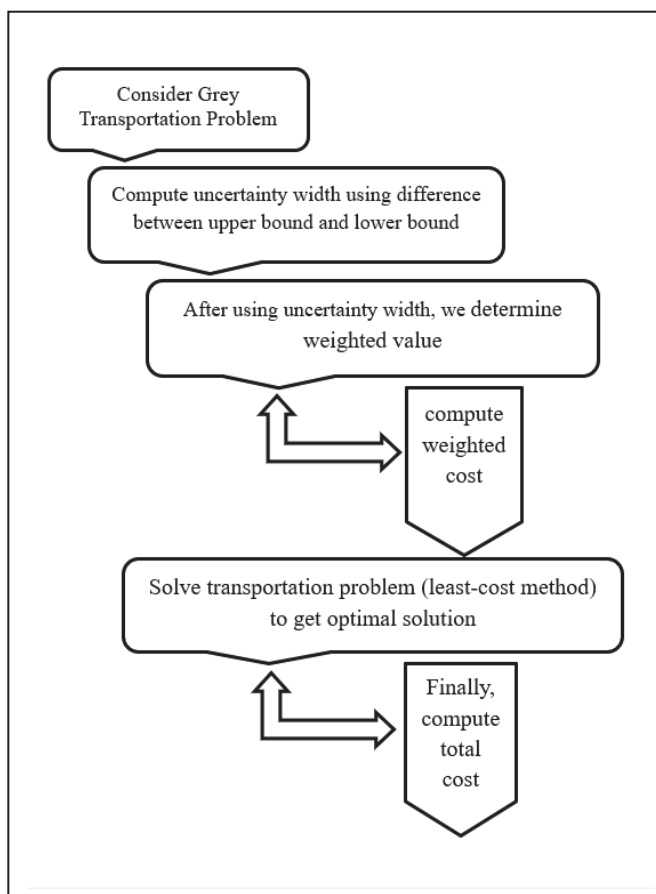 Consider Grey
Transportation Problem
Compute uncertainty width using difference
between upper bound and lower bound
After using uncertainty width, we determine
weighted value
compute
weighted
cost
Solve transportation problem (least-cost method)
to get optimal solution
Finally,
compute
total
cost